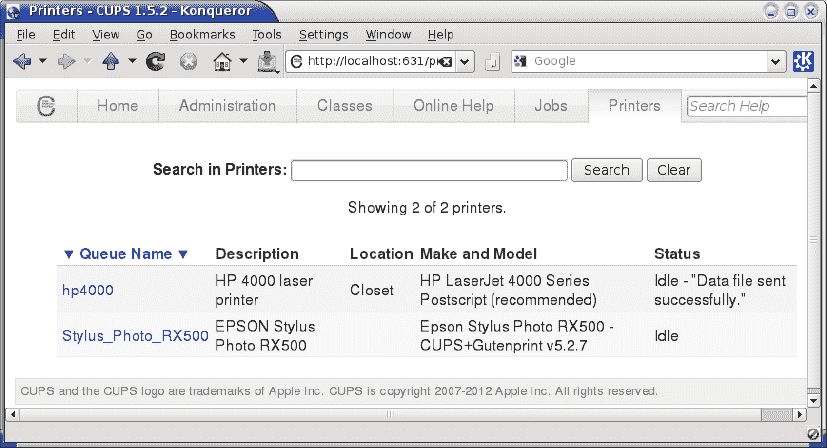 Printers - CUPS 1.5.2 - Konqueror
File Edit View Go Bookmarks Tools Settings Window Help
http://localhost:631/pr Google
Home Administration Classes Online Help Jobs Printers Search Help
Search in Printers: Search Clear
Showing 2 of 2 printers.
▼ Queue Name ▼ Description Location Make and Model Status
hp4000 HP 4000 laser printer Closet HP LaserJet 4000 Series Postscript (recommended) Idle - "Data file sent successfully."
Stylus_Photo_RX500 EPSON Stylus Photo RX500 Epson Stylus Photo RX500 - CUPS+Gutenprint v5.2.7 Idle
CUPS and the CUPS logo are trademarks of Apple Inc. CUPS is copyright 2007-2012 Apple Inc. All rights reserved.